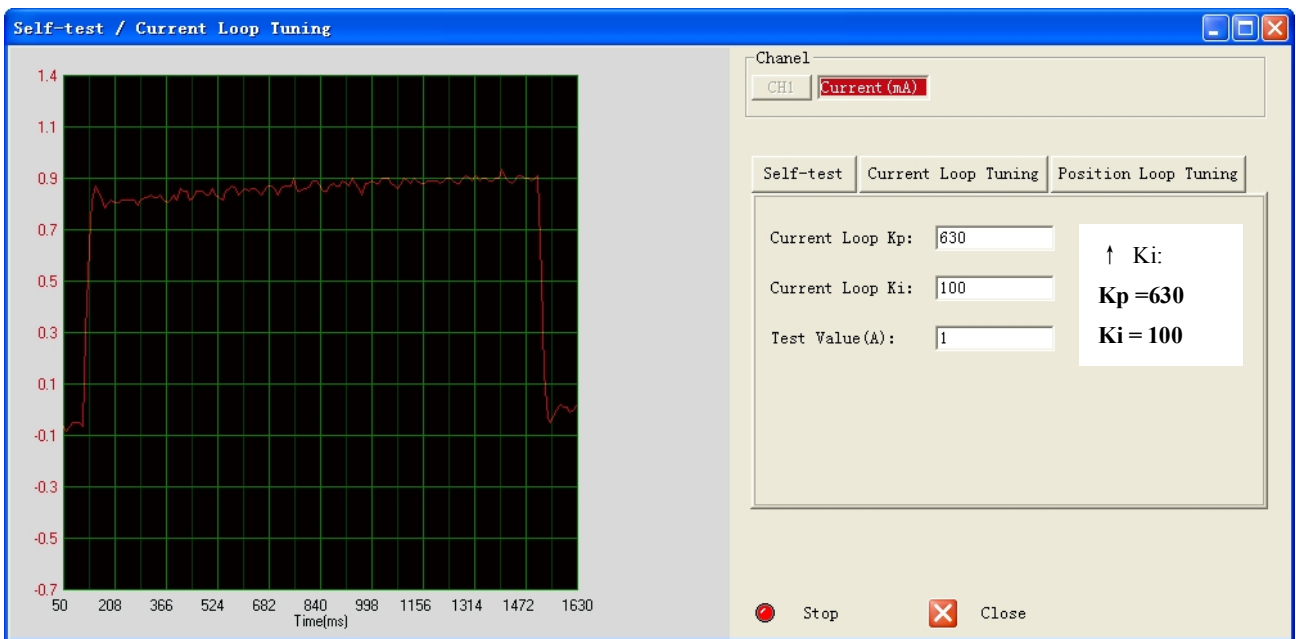 Self-test / Current Loop Tuning
1.4
1.1
0.9
0.7
0.5
0.3
0.1
-0.1
-0.3
-0.5
-0.7
50 208 366 524 682 840 998 1156 1314 1472 1630
Time(ms)
Chanel
CH1 Current(mA)
Self-test Current Loop Tuning Position Loop Tuning
Current Loop Kp: 630
Current Loop Ki: 100
Test Value(A): 1
↑ Ki:
Kp =630
Ki = 100
Stop Close